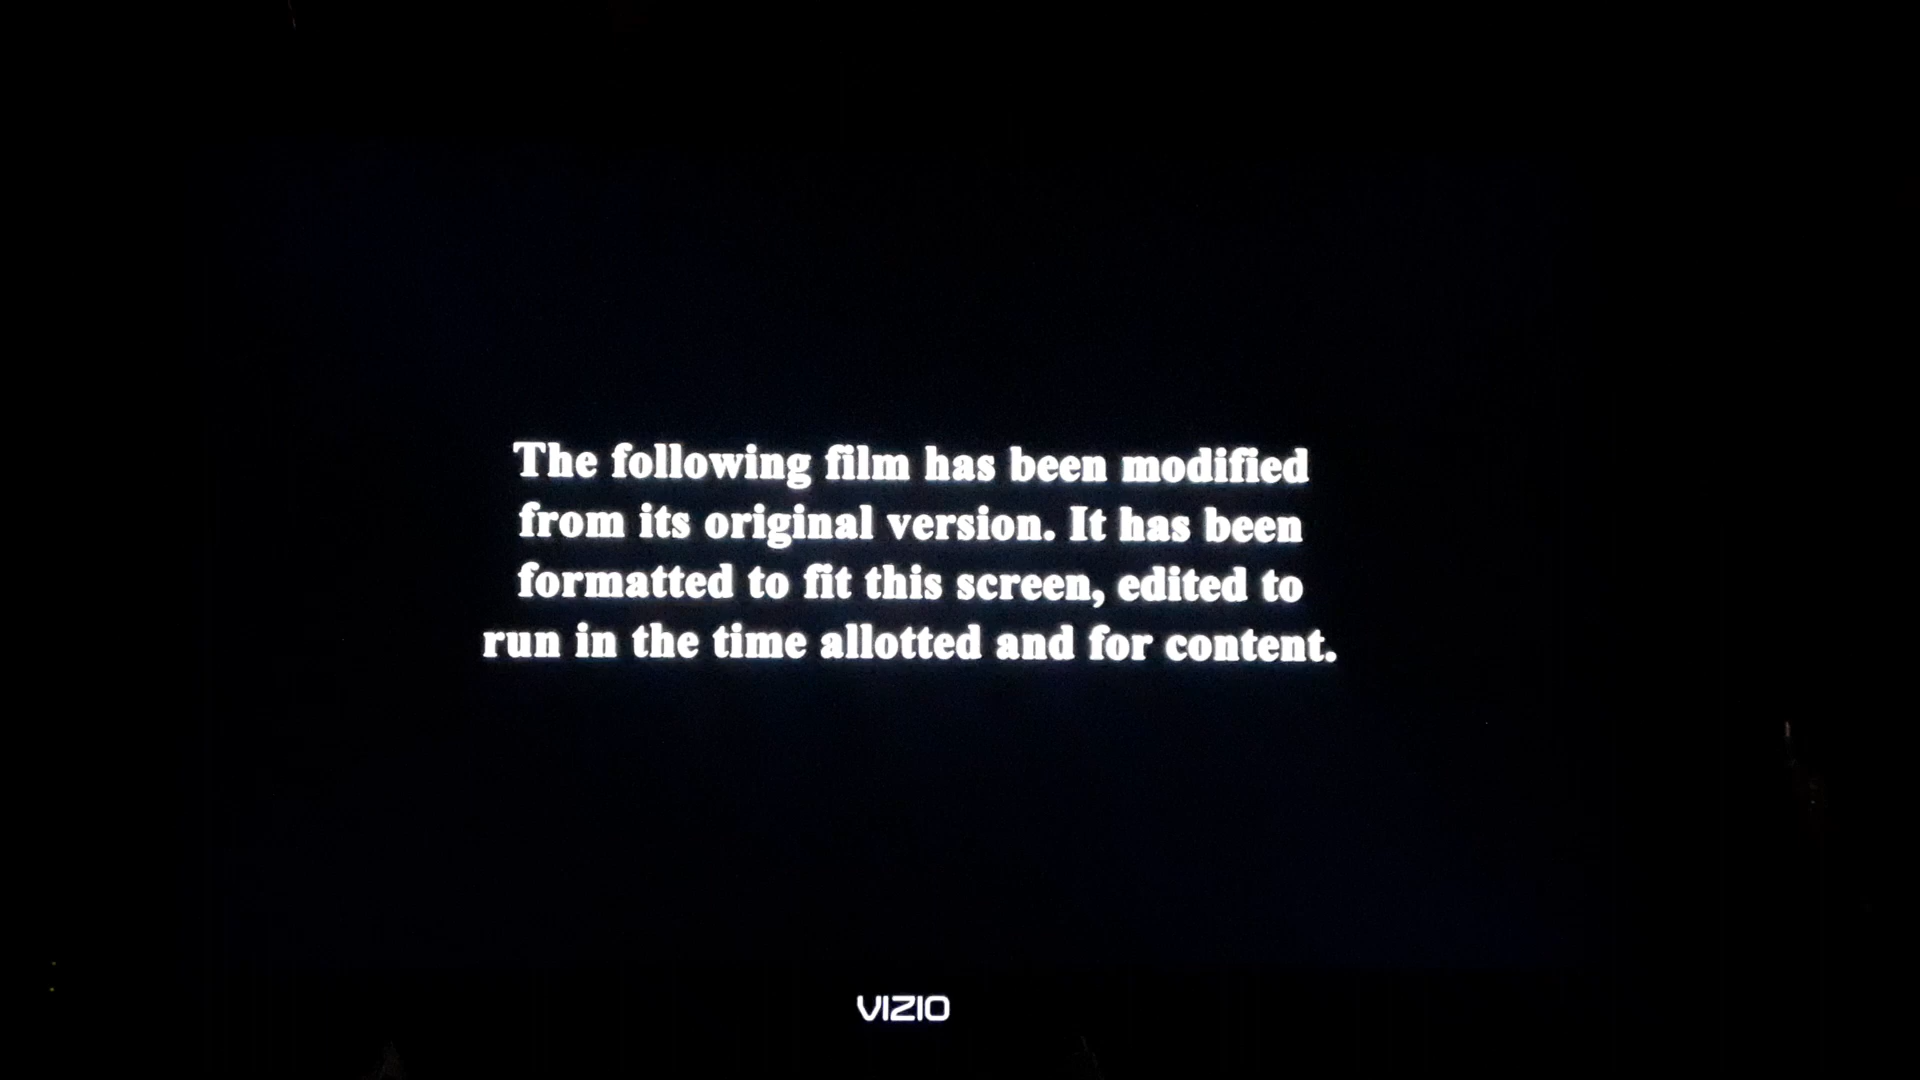 The following film has been modified
from its original version. It has been
formatted to fit this screen, edited to
run in the time allotted and for content.
VIZIO